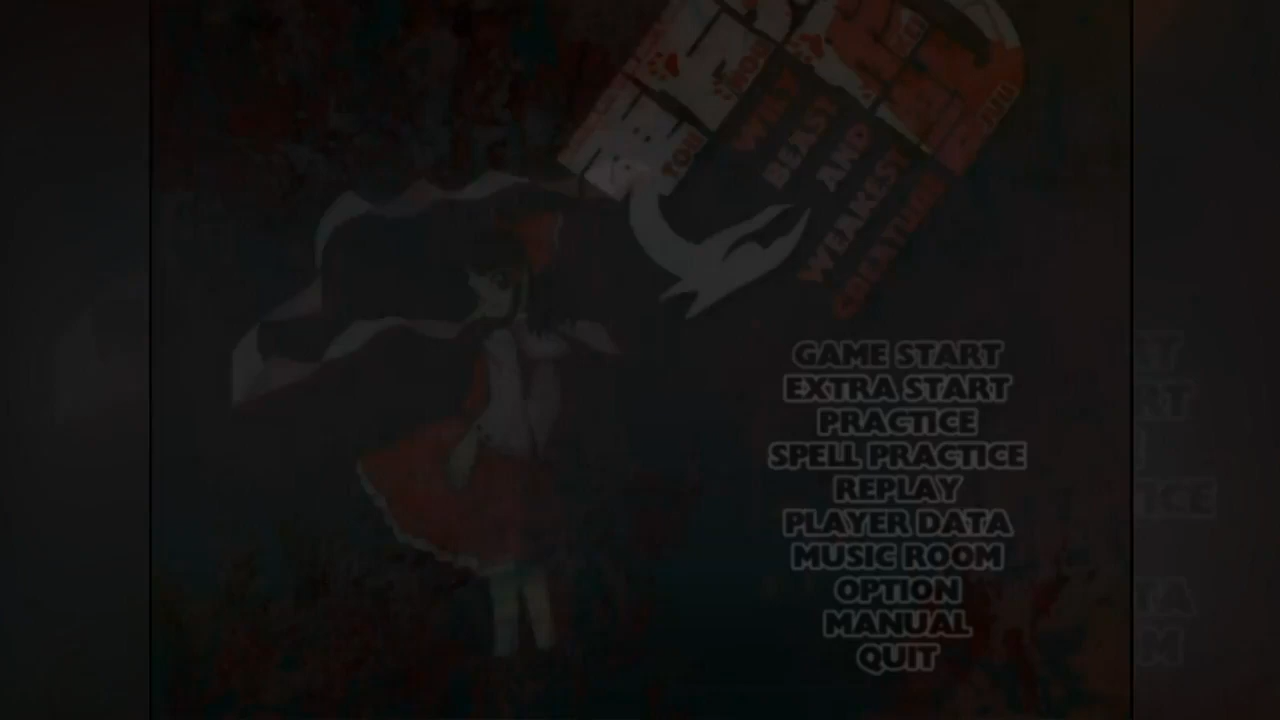 WILY
BEAST
AND
WEAKEST
CREATURE
GAME START
EXTRA START
PRACTICE
SPELL PRACTICE
REPLAY
PLAYER DATA
MUSIC ROOM
OPTION
MANUAL
QUIT